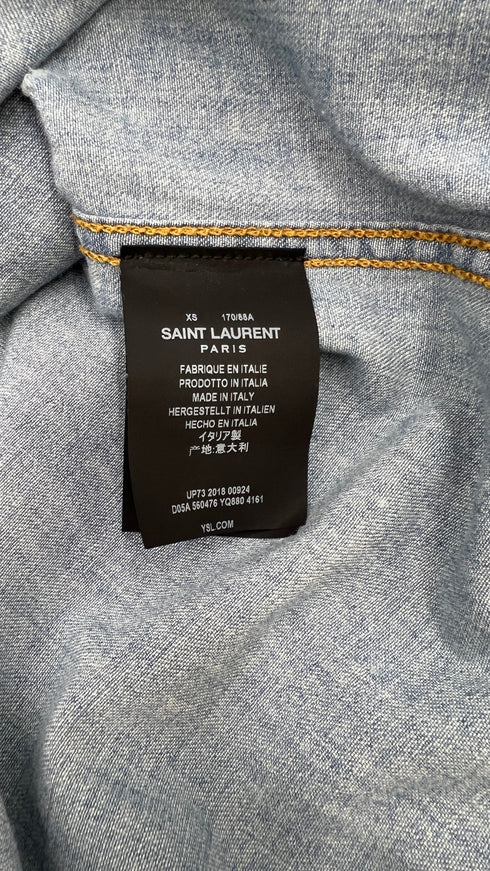 XS 170/88A
SAINT LAURENT
PARIS
FABRIQUE EN ITALIE
PRODOTTO IN ITALIA
MADE IN ITALY
HERGESTELLT IN ITALIEN
HECHO EN ITALIA
イタリア製
地:意大利
UP73 2018 00924
D05A 560476 YQ880 4161
YSL.COM